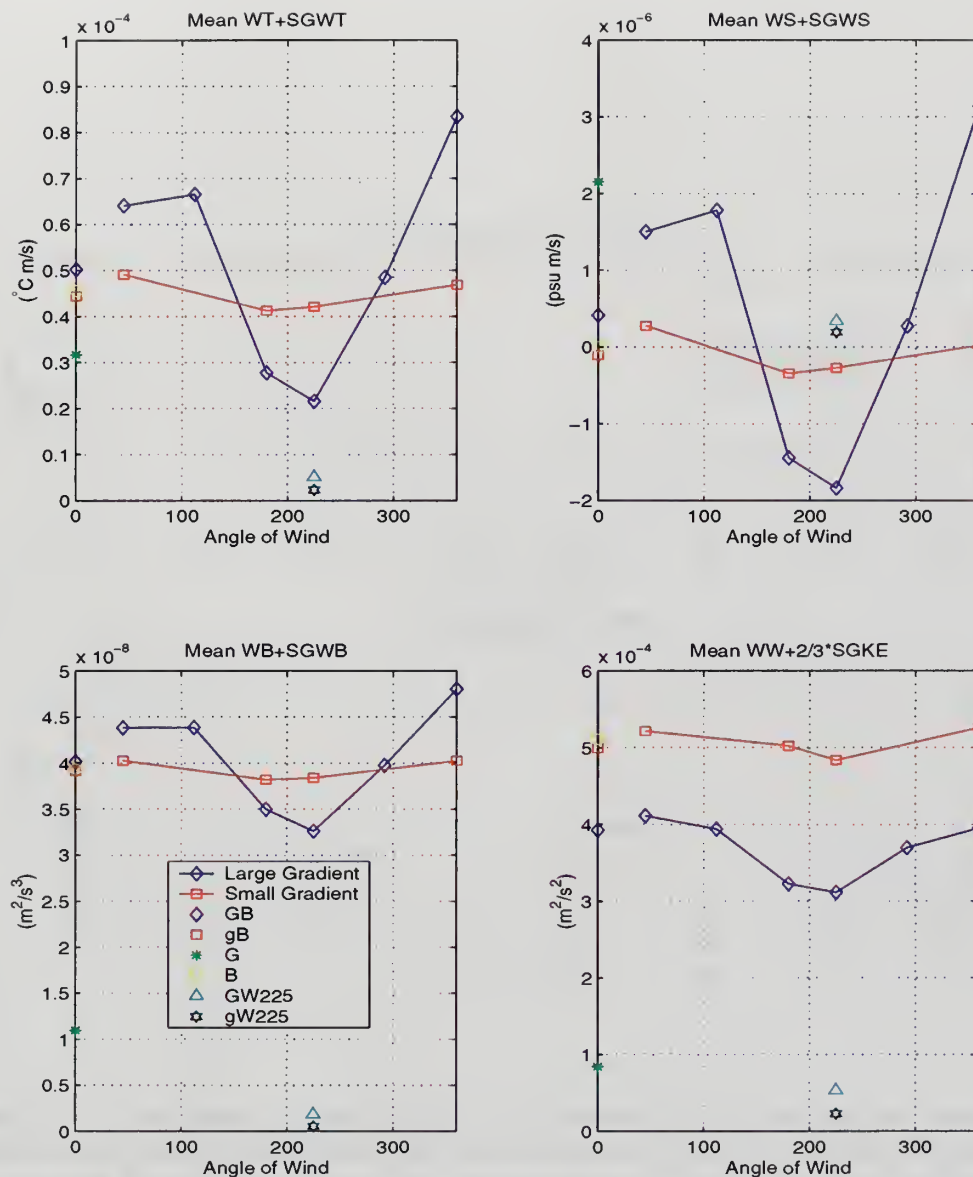 x 10⁻⁴
Mean WT+SGWT
1
0.9
0.8
0.7
0.6
0.5
0.4
0.3
0.2
0.1
0
(°C m/s)
0
100
200
300
Angle of Wind
x 10⁻⁶
Mean WS+SGWS
4
3
2
1
0
−1
−2
(psu m/s)
0
100
200
300
Angle of Wind
x 10⁻⁸
Mean WB+SGWB
5
4.5
4
3.5
3
2.5
2
1.5
1
0.5
0
(m²/s³)
Large Gradient
Small Gradient
GB
gB
G
B
GW225
gW225
0
100
200
300
Angle of Wind
x 10⁻⁴
Mean WW+2/3*SGKE
6
5
4
3
2
1
0
(m²/s²)
0
100
200
300
Angle of Wind